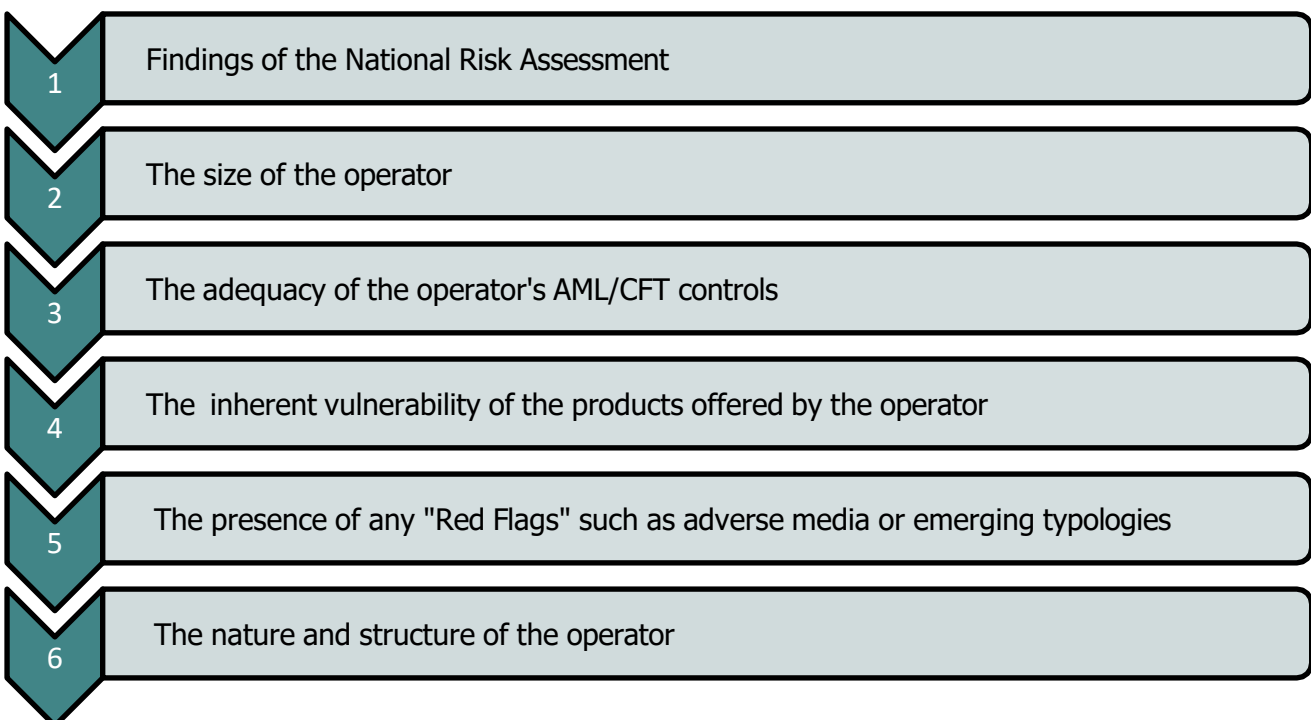 1
Findings of the National Risk Assessment
2
The size of the operator
3
The adequacy of the operator's AML/CFT controls
4
The  inherent vulnerability of the products offered by the operator
5
The presence of any "Red Flags" such as adverse media or emerging typologies
6
The nature and structure of the operator